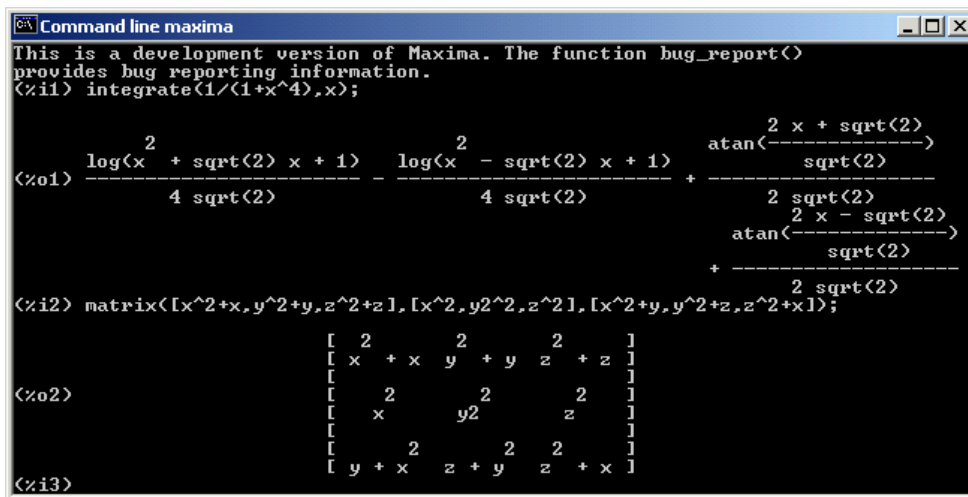 Command line maxima
This is a development version of Maxima. The function bug_report()
provides bug reporting information.
(%i1) integrate(1/(1+x^4),x);
                                                              2 x + sqrt(2)
           2                          2                  atan(-------------)
      log(x  + sqrt(2) x + 1)   log(x  - sqrt(2) x + 1)          sqrt(2)
(%o1) ----------------------- - ----------------------- + -------------------
             4 sqrt(2)                 4 sqrt(2)               2 sqrt(2)
                                                                2 x - sqrt(2)
                                                           atan(-------------)
                                                                   sqrt(2)
                                                         + -------------------
                                                                2 sqrt(2)
(%i2) matrix([x^2+x,y^2+y,z^2+z],[x^2,y2^2,z^2],[x^2+y,y^2+z,z^2+x]);
                          [  2       2       2     ]
                          [ x  + x  y  + y  z  + z ]
                          [                        ]
(%o2)                     [    2       2       2   ]
                          [   x      y2       z    ]
                          [                        ]
                          [      2       2   2     ]
                          [ y + x   z + y   z  + x ]
(%i3)